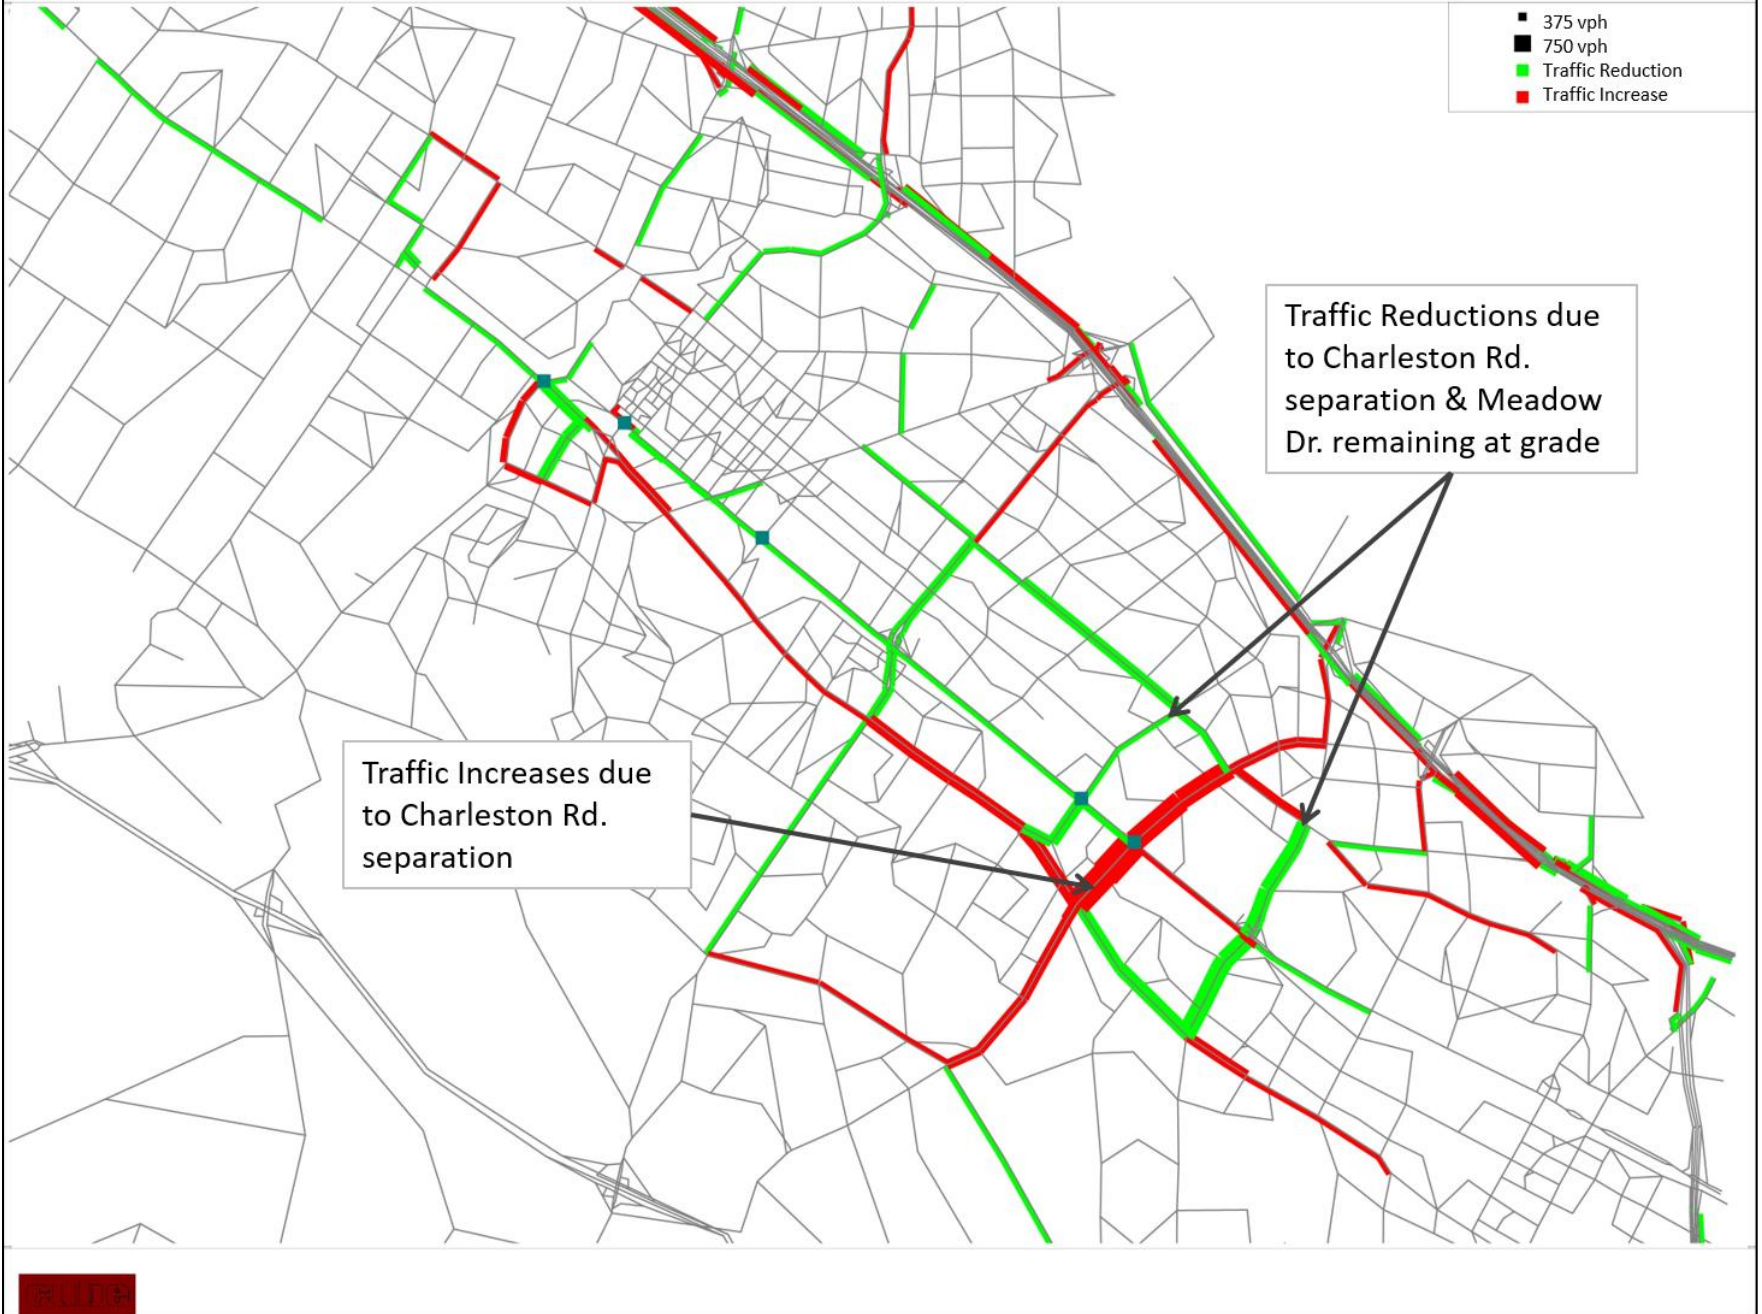 375 vph
750 vph
Traffic Reduction
Traffic Increase
Traffic Reductions due
to Charleston Rd.
separation & Meadow
Dr. remaining at grade
Traffic Increases due
to Charleston Rd.
separation